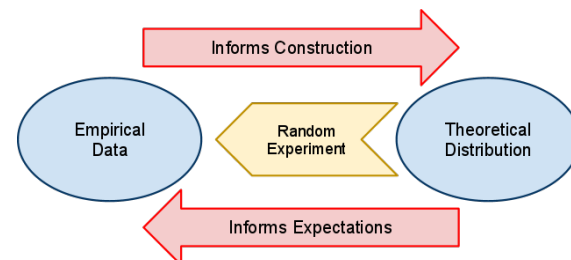 Informs Construction
Empirical
Data
Random
Experiment
Theoretical
Distribution
Informs Expectations